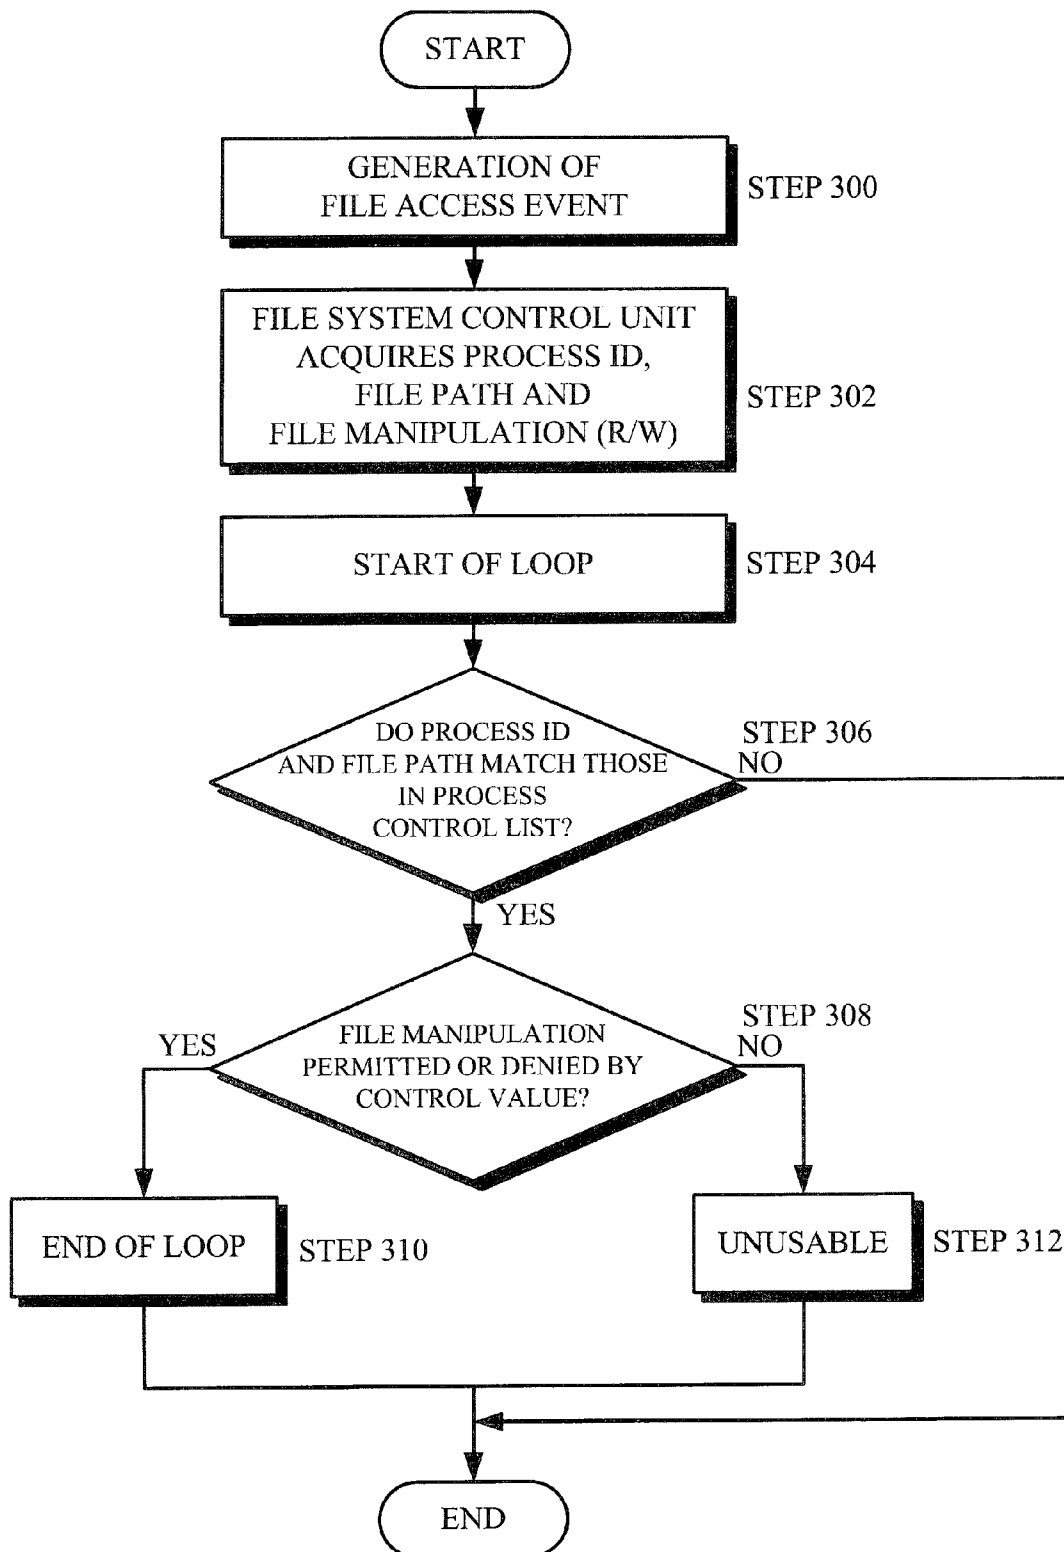 START
GENERATION OF
FILE ACCESS EVENT
STEP 300
FILE SYSTEM CONTROL UNIT
ACQUIRES PROCESS ID,
FILE PATH AND
FILE MANIPULATION (R/W)
STEP 302
START OF LOOP
STEP 304
DO PROCESS ID
AND FILE PATH MATCH THOSE
IN PROCESS
CONTROL LIST?
STEP 306
NO
YES
FILE MANIPULATION
PERMITTED OR DENIED BY
CONTROL VALUE?
STEP 308
YES
NO
END OF LOOP
STEP 310
UNUSABLE
STEP 312
END